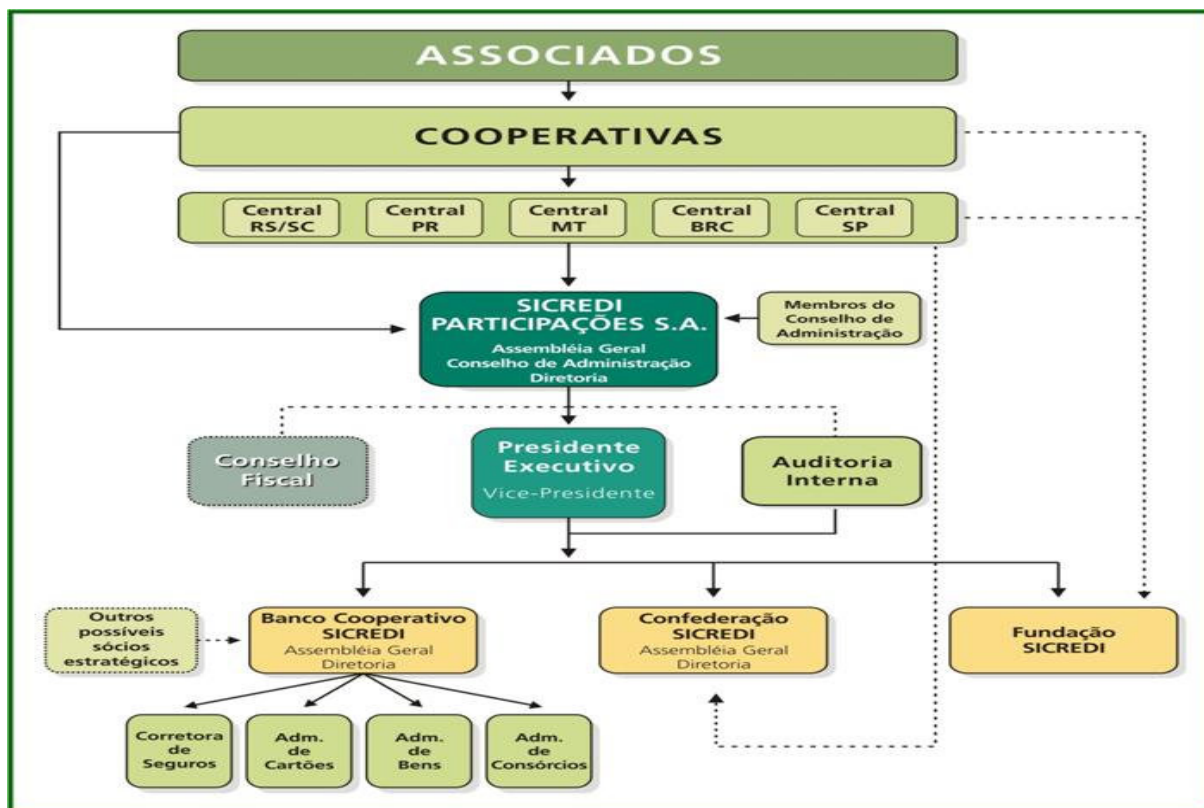 ASSOCIADOS
COOPERATIVAS
Central
RS/SC
Central
PR
Central
MT
Central
BRC
Central
SP
SICREDI
PARTICIPAÇÕES S.A.
Assembléia Geral
Conselho de Administração
Diretoria
Membros do
Conselho de
Administração
Conselho
Fiscal
Presidente
Executivo
Vice-Presidente
Auditoria
Interna
Outros
possíveis
sócios
estratégicos
Banco Cooperativo
SICREDI
Assembléia Geral
Diretoria
Confederação
SICREDI
Assembléia Geral
Diretoria
Fundação
SICREDI
Corretora
de
Seguros
Adm.
de
Cartões
Adm.
de
Bens
Adm.
de
Consórcios